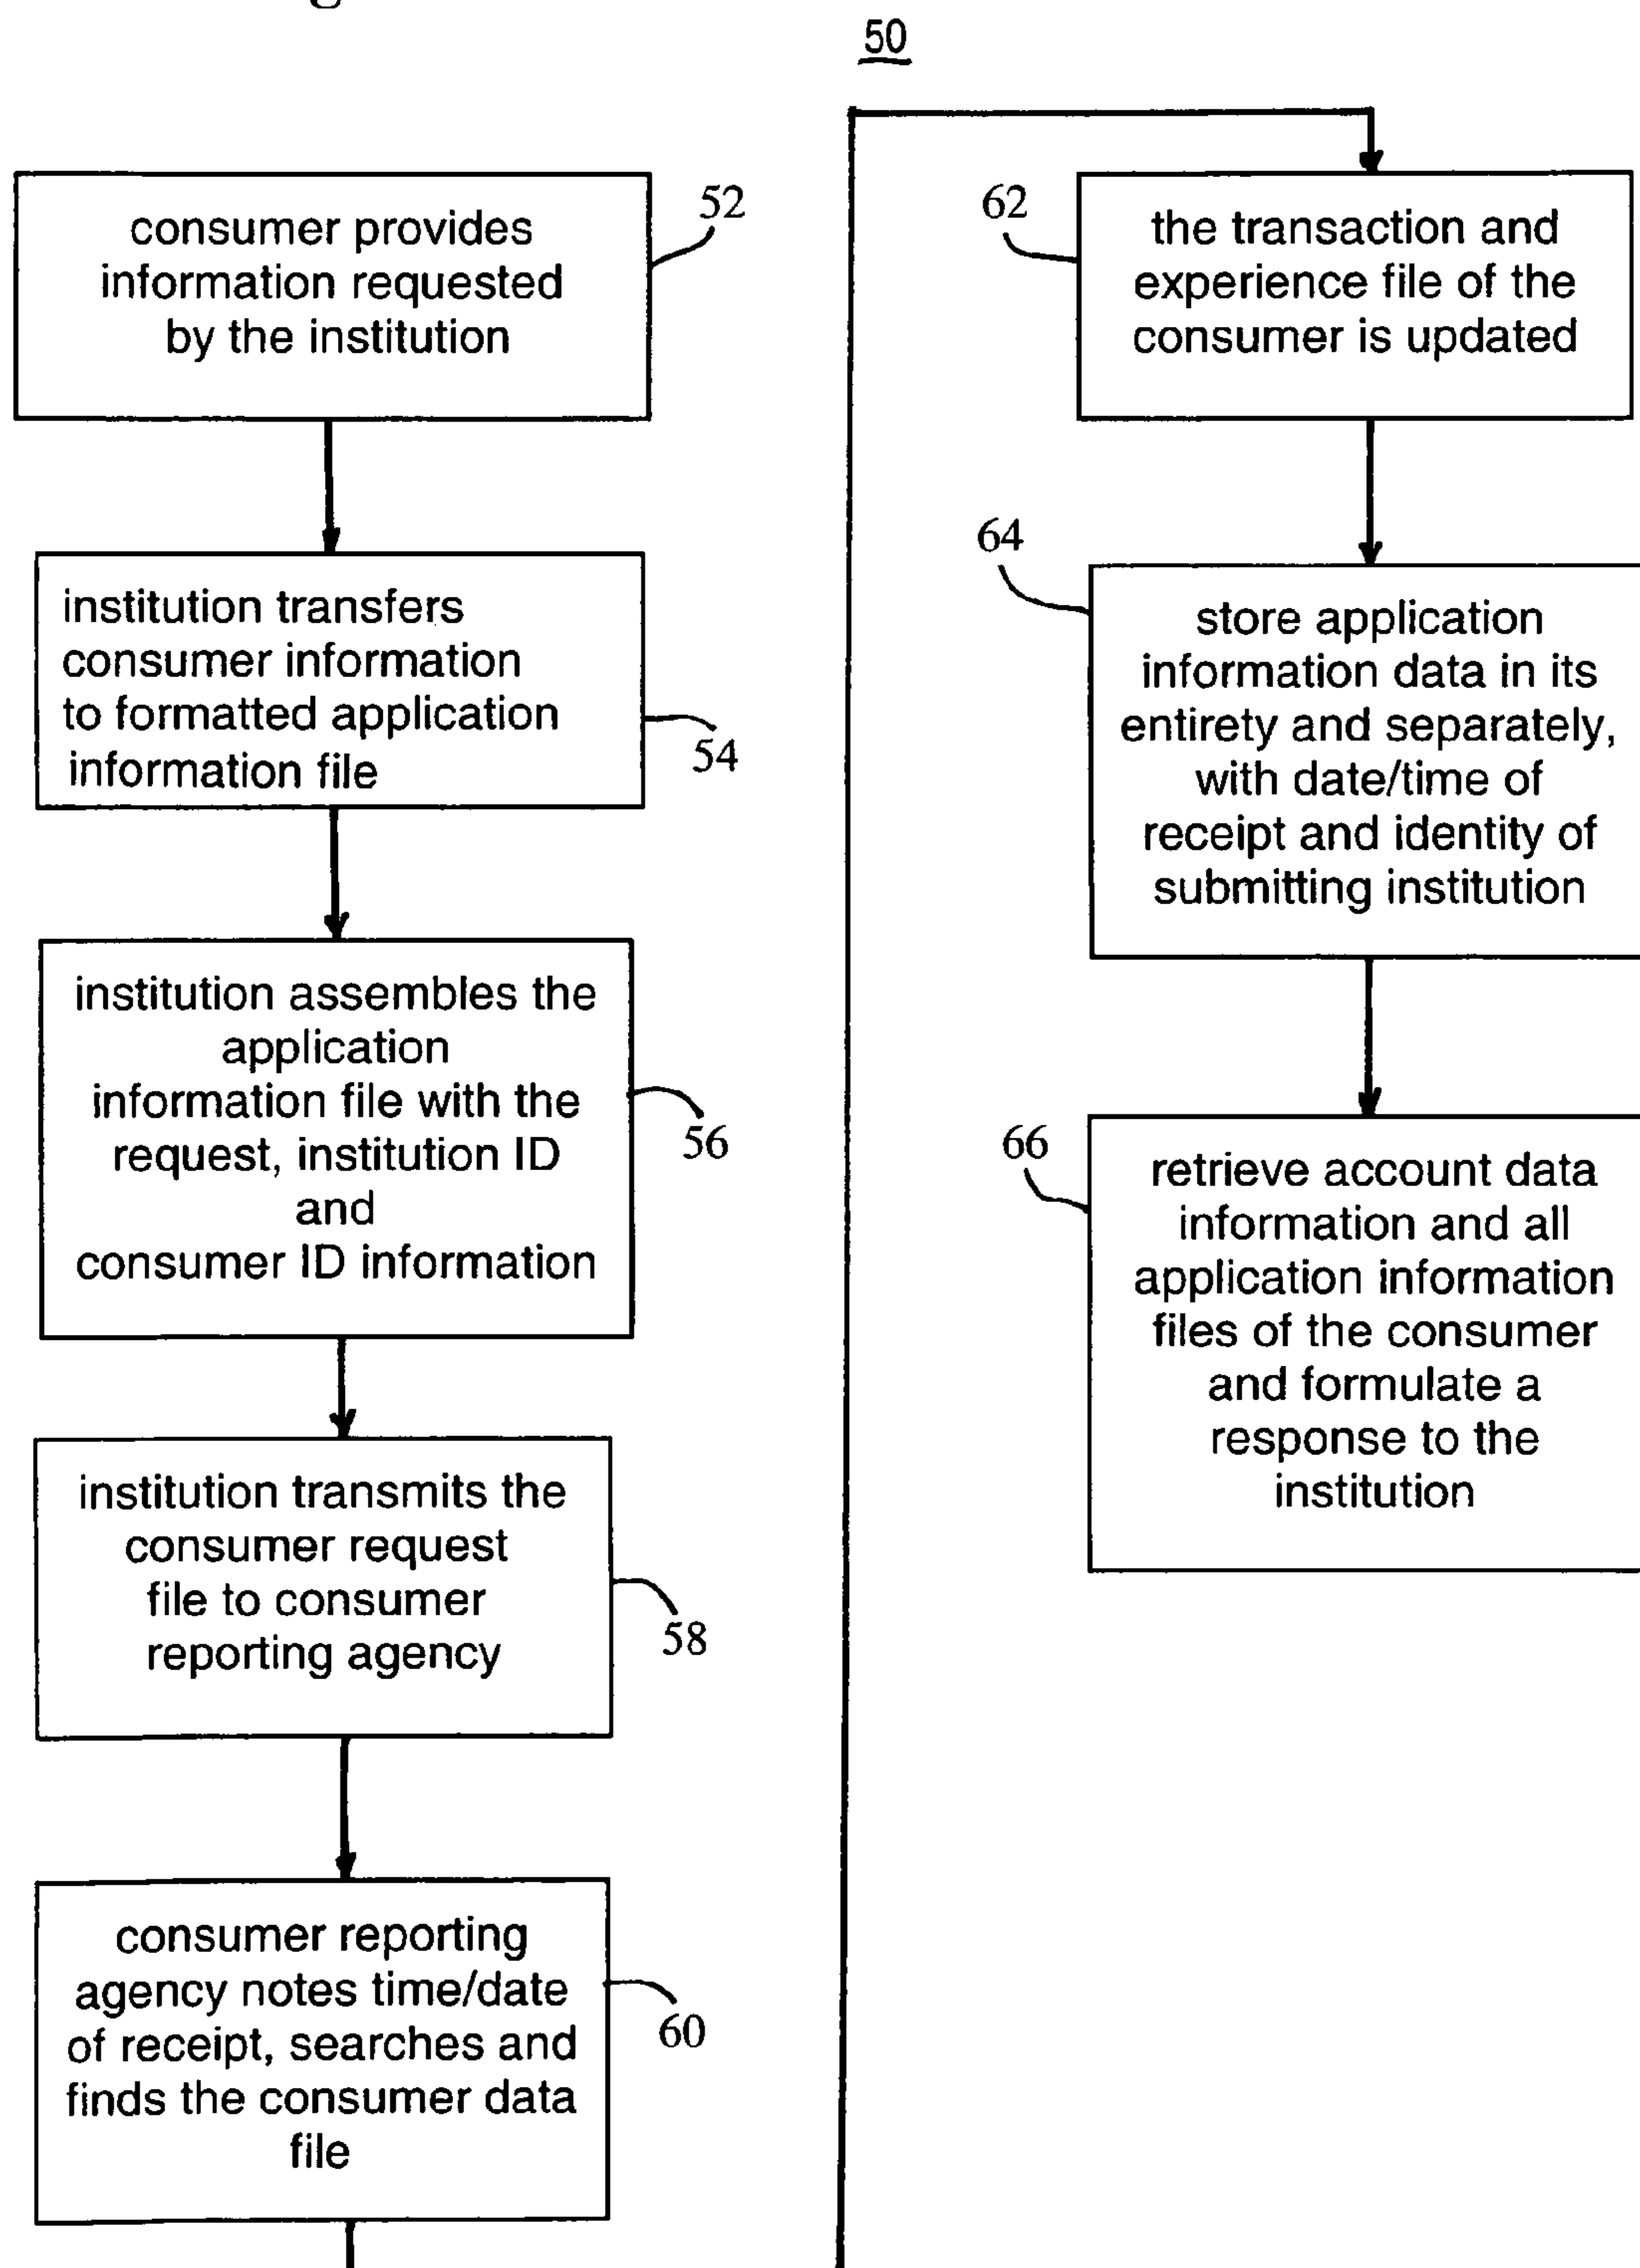 50
consumer provides
information requested
by the institution
52
institution transfers
consumer information
to formatted application
information file
54
institution assembles the
application
information file with the
request, institution ID
and
consumer ID information
56
institution transmits the
consumer request
file to consumer
reporting agency
58
consumer reporting
agency notes time/date
of receipt, searches and
finds the consumer data
file
60
62
the transaction and
experience file of the
consumer is updated
64
store application
information data in its
entirety and separately,
with date/time of
receipt and identity of
submitting institution
66
retrieve account data
information and all
application information
files of the consumer
and formulate a
response to the
institution